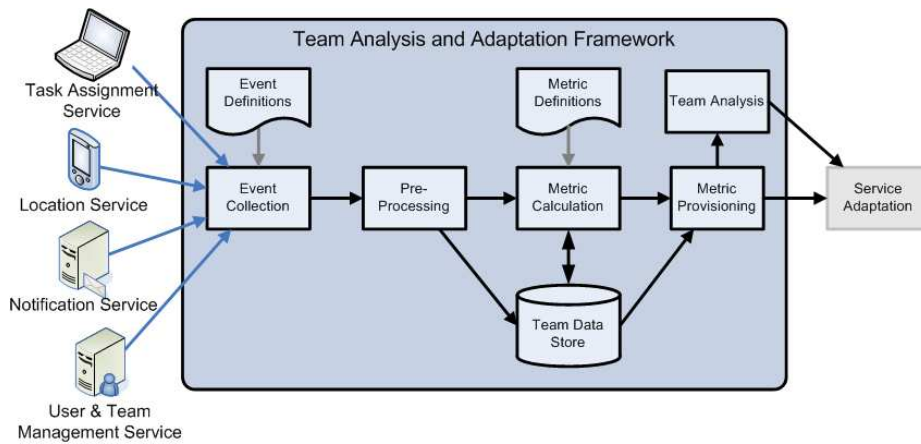 Team Analysis and Adaptation Framework
Task Assignment
Service
Event
Definitions
Metric
Definitions
Team Analysis
Location Service
Event
Collection
Pre-
Processing
Metric
Calculation
Metric
Provisioning
Service
Adaptation
Notification Service
Team Data
Store
User & Team
Management Service